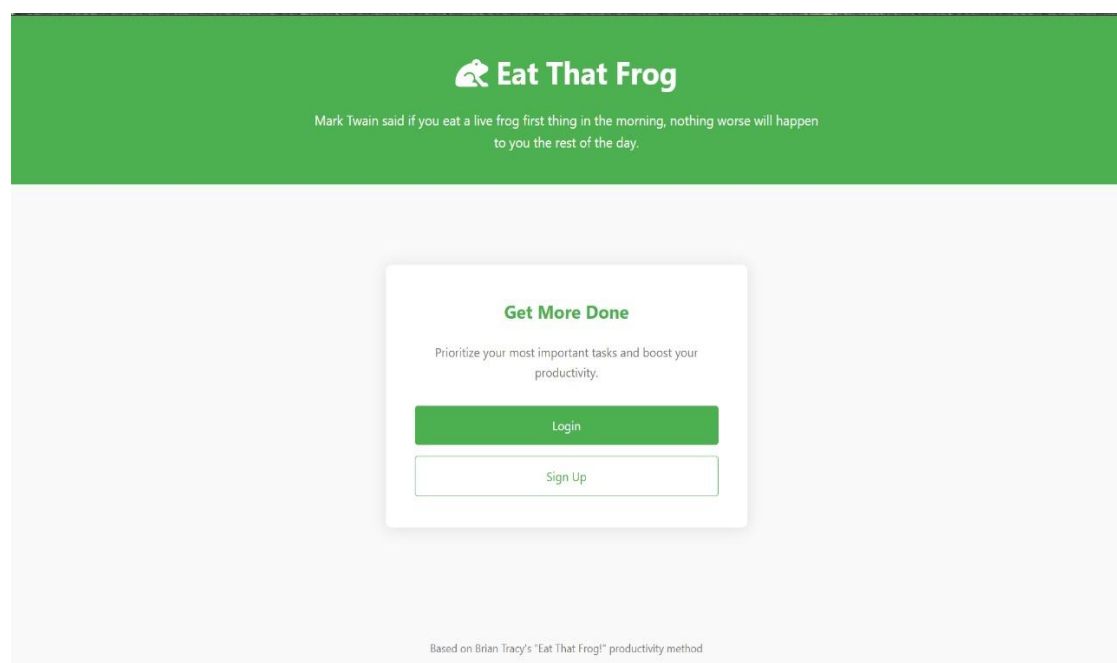 Eat That Frog
Mark Twain said if you eat a live frog first thing in the morning, nothing worse will happen
to you the rest of the day.
Get More Done
Prioritize your most important tasks and boost your
productivity.
Login
Sign Up
Based on Brian Tracy's "Eat That Frog!" productivity method